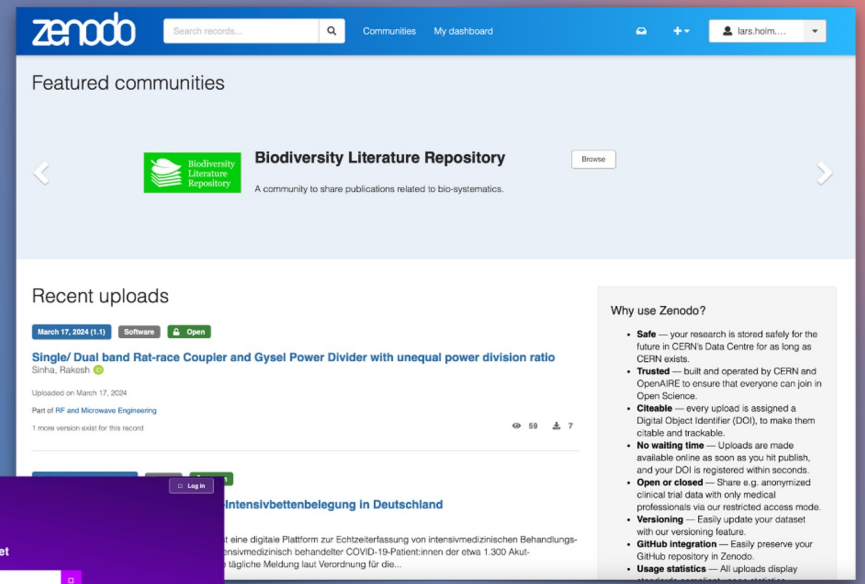 zenodo
Search records...
Communities
My dashboard
lars.holm....
Featured communities
Biodiversity
Literature
Repository
Biodiversity Literature Repository
Browse
A community to share publications related to bio-systematics.
Recent uploads
March 17, 2024 (1.1) Software Open
Single/ Dual band Rat-race Coupler and Gysel Power Divider with unequal power division ratio
Sinha, Rakesh
Uploaded on March 17, 2024
Part of RF and Microwave Engineering
1 more version exist for this record
59 7
Intensivbettenbelegung in Deutschland
st eine digitale Plattform zur Echtzeiterfassung von intensivmedizinischen Behandlungs-
ensivmedizinisch behandelter COVID-19-Patient:innen der etwa 1.300 Akut-
tägliche Meldung laut Verordnung für die...
Log in
et
Why use Zenodo?
Safe — your research is stored safely for the
future in CERN's Data Centre for as long as
CERN exists.
Trusted — built and operated by CERN and
OpenAIRE to ensure that everyone can join in
Open Science.
Citeable — every upload is assigned a
Digital Object Identifier (DOI), to make them
citable and trackable.
No waiting time — Uploads are made
available online as soon as you hit publish,
and your DOI is registered within seconds.
Open or closed — Share e.g. anonymized
clinical trial data with only medical
professionals via our restricted access mode.
Versioning — Easily update your dataset
with our versioning feature.
GitHub integration — Easily preserve your
GitHub repository in Zenodo.
Usage statistics — All uploads display